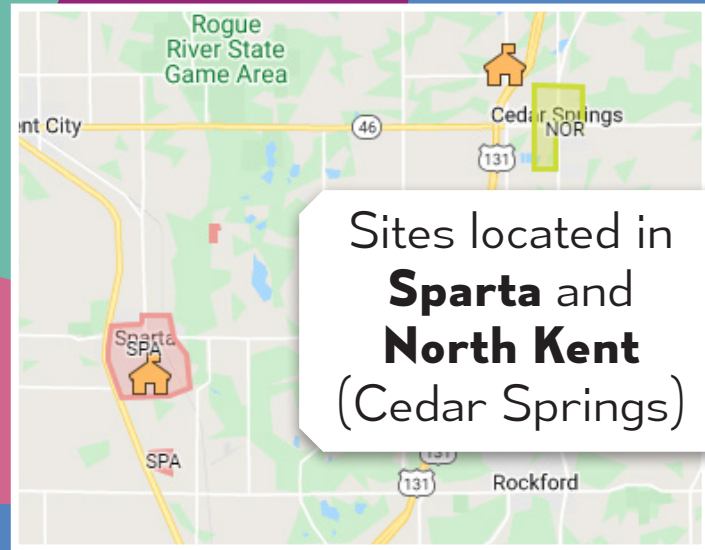 Rogue
River State
Game Area
nt City
46
Cedar Springs
NOR
131
Sites located in
Sparta and
North Kent
(Cedar Springs)
Sparta
SPA
SPA
131
131
Rockford